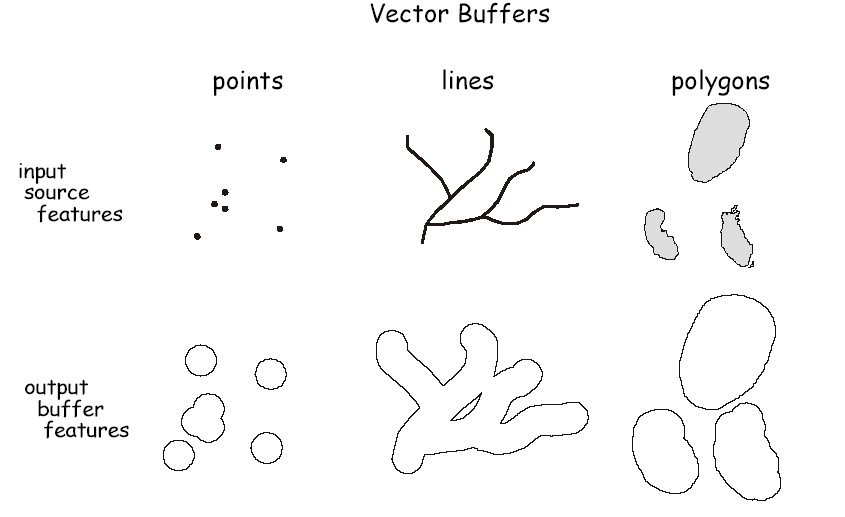 Vector Buffers
points lines polygons
input
source
features
output
buffer
features